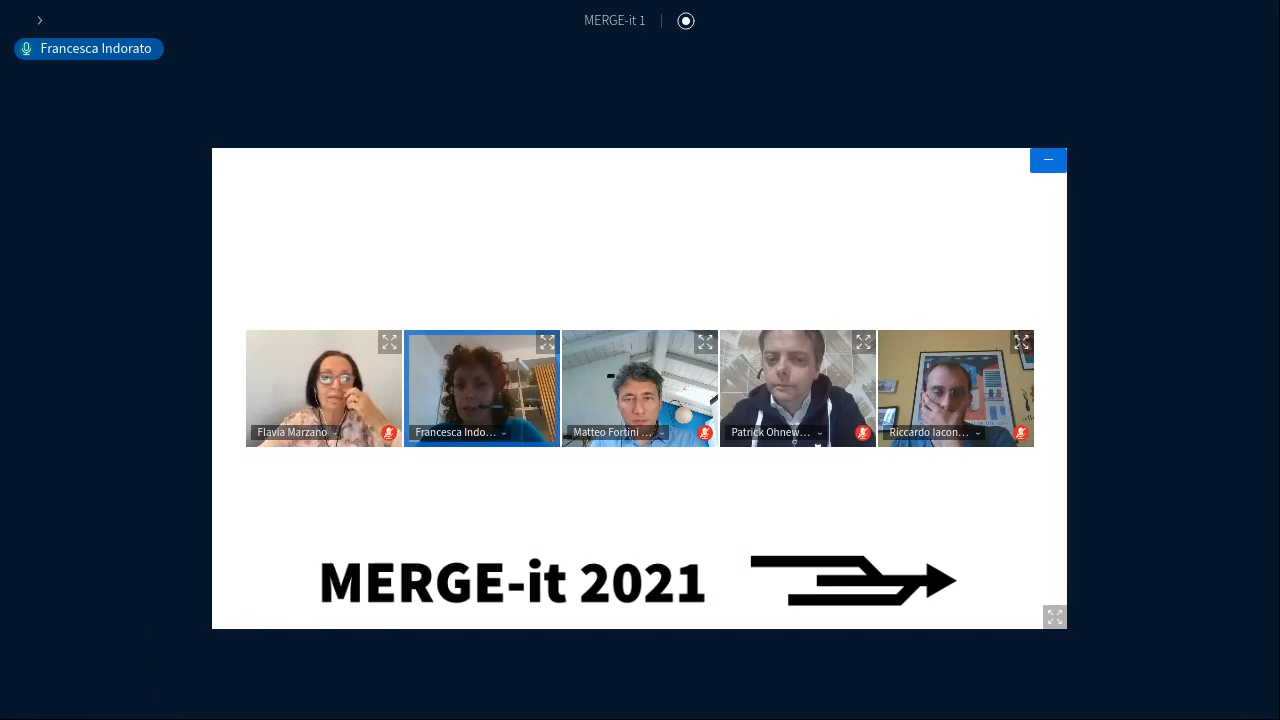 MERGE-it 1
Francesca Indorato
Flavia Marzano
Francesca Indo...
Matteo Fortini ...
Patrick Ohnew...
Riccardo Iacon...
MERGE-it 2021